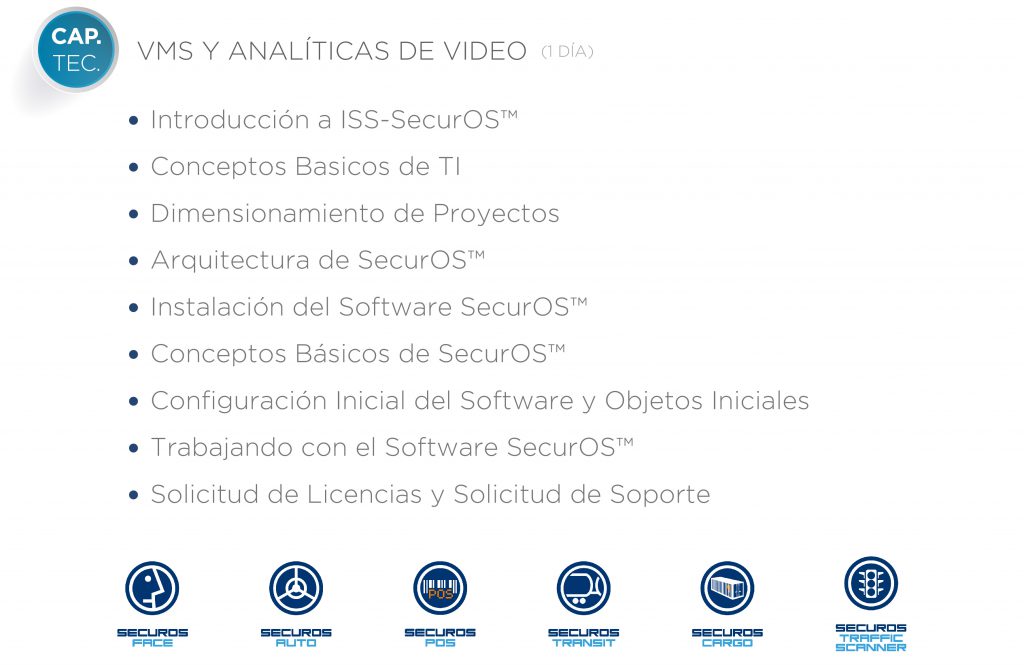 CAP.
TEC.
VMS Y ANALÍTICAS DE VIDEO (1 DÍA)
• Introducción a ISS-SecurOS™
• Conceptos Basicos de TI
• Dimensionamiento de Proyectos
• Arquitectura de SecurOS™
• Instalación del Software SecurOS™
• Conceptos Básicos de SecurOS™
• Configuración Inicial del Software y Objetos Iniciales
• Trabajando con el Software SecurOS™
• Solicitud de Licencias y Solicitud de Soporte
POS
SECUROS
FACE
SECUROS
AUTO
SECUROS
POS
SECUROS
TRANSIT
SECUROS
CARGO
SECUROS
TRAFFIC
SCANNER